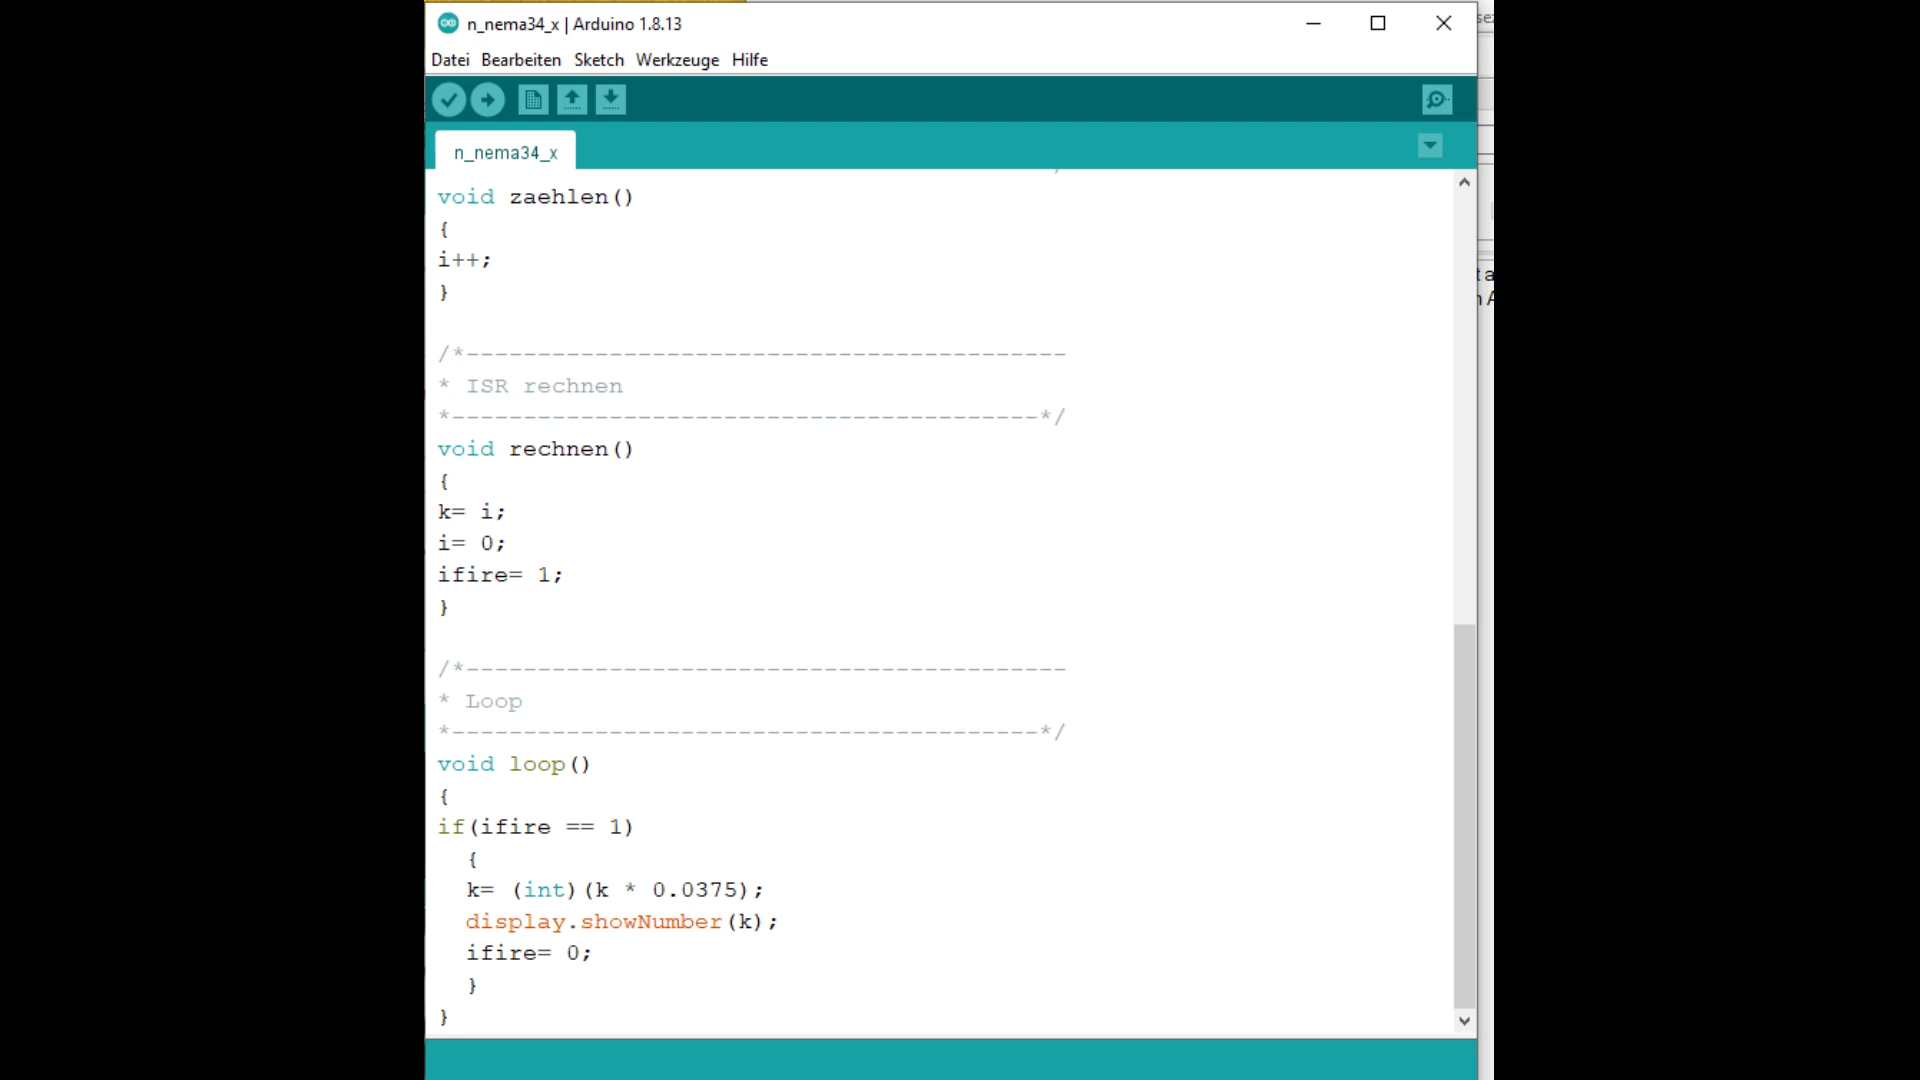 n_nema34_x | Arduino 1.8.13
Datei Bearbeiten Sketch Werkzeuge Hilfe
n_nema34_x
void zaehlen()
{
i++;
}
/*------------------------------------------
* ISR rechnen
*-----------------------------------------*/
void rechnen()
{
k= i;
i= 0;
ifire= 1;
}
/*------------------------------------------
* Loop
*-----------------------------------------*/
void loop()
{
if(ifire == 1)
{
k= (int)(k * 0.0375);
display.showNumber(k);
ifire= 0;
}
}